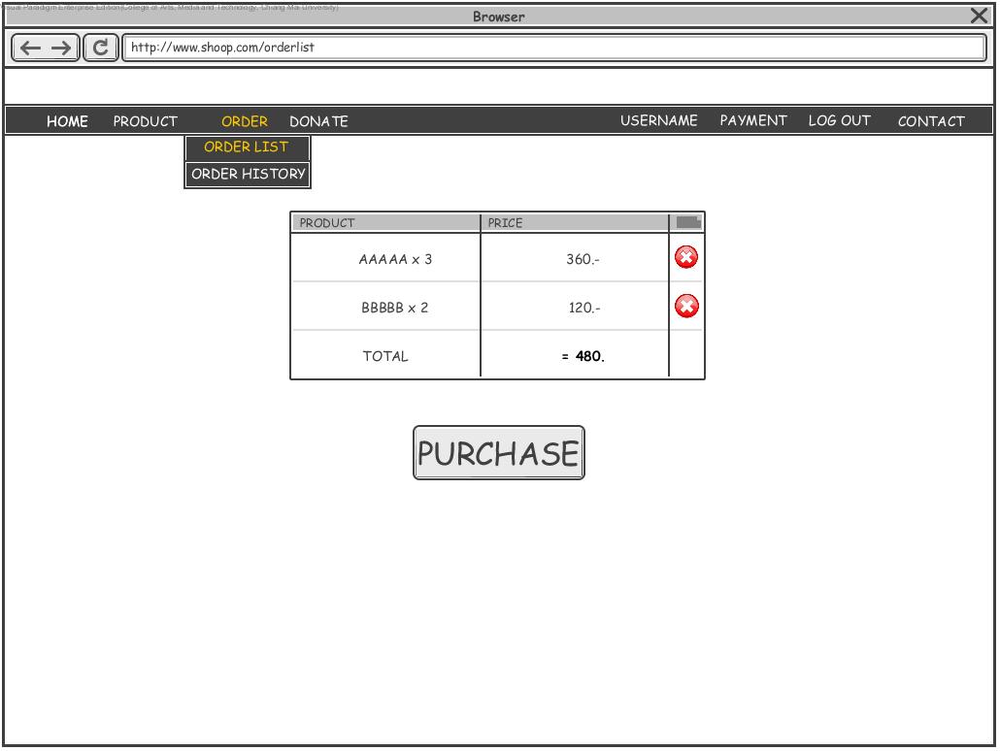 Visual Paradigm Enterprise Edition(College of Arts, Media and Technology, Chiang Mai University)
Browser
http://www.shoop.com/orderlist
HOME PRODUCT ORDER DONATE USERNAME PAYMENT LOG OUT CONTACT
ORDER LIST
ORDER HISTORY
PRODUCT PRICE
AAAAA x 3 360.-
BBBBB x 2 120.-
TOTAL = 480.
PURCHASE